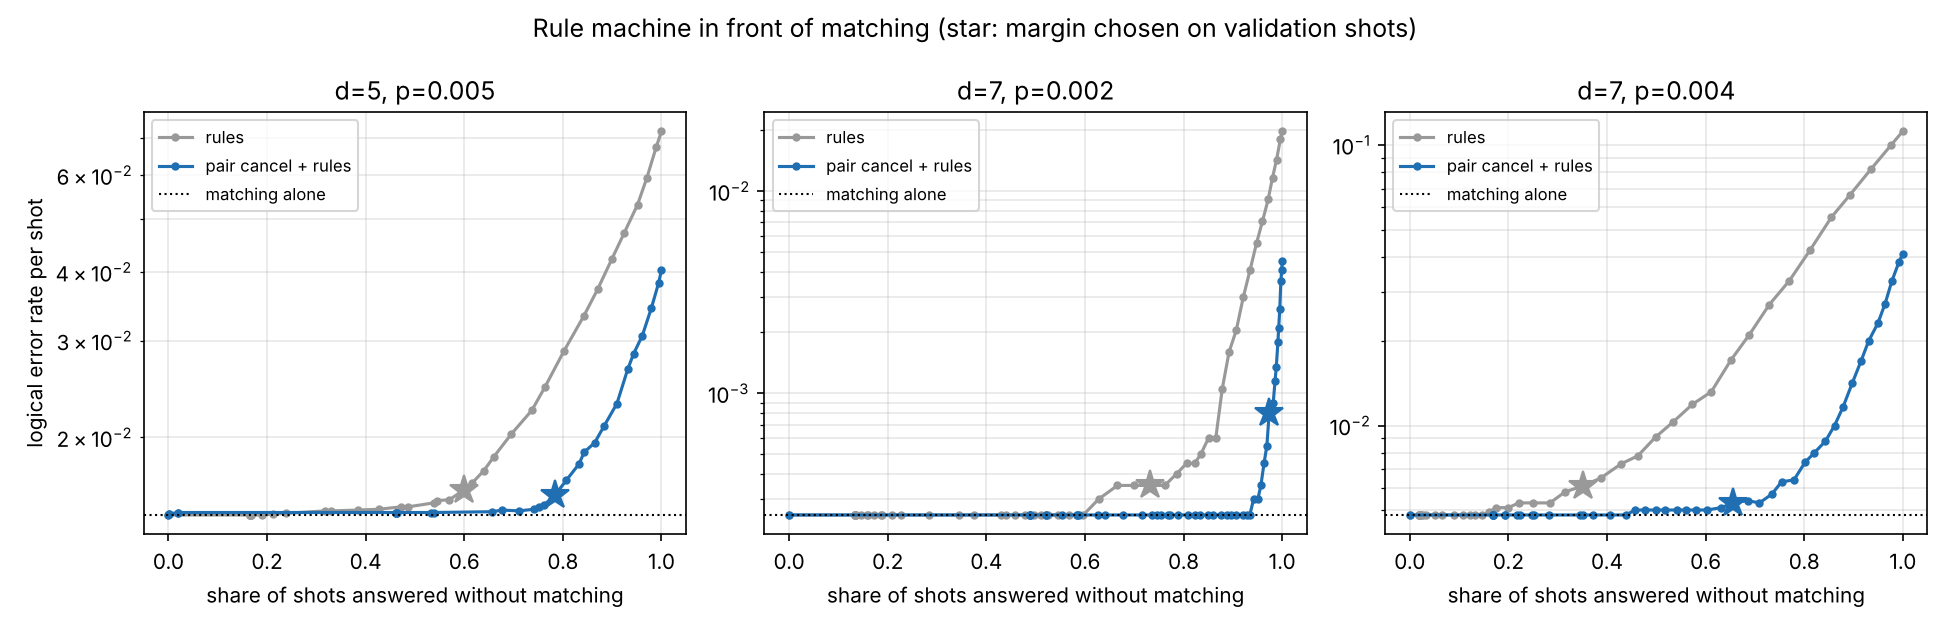 Rule machine in front of matching (star: margin chosen on validation shots)
d=5, p=0.005
rules
pair cancel + rules
matching alone
6 × 10⁻²
4 × 10⁻²
3 × 10⁻²
2 × 10⁻²
logical error rate per shot
0.0 0.2 0.4 0.6 0.8 1.0
share of shots answered without matching
d=7, p=0.002
rules
pair cancel + rules
matching alone
10⁻²
10⁻³
0.0 0.2 0.4 0.6 0.8 1.0
share of shots answered without matching
d=7, p=0.004
rules
pair cancel + rules
matching alone
10⁻¹
10⁻²
0.0 0.2 0.4 0.6 0.8 1.0
share of shots answered without matching